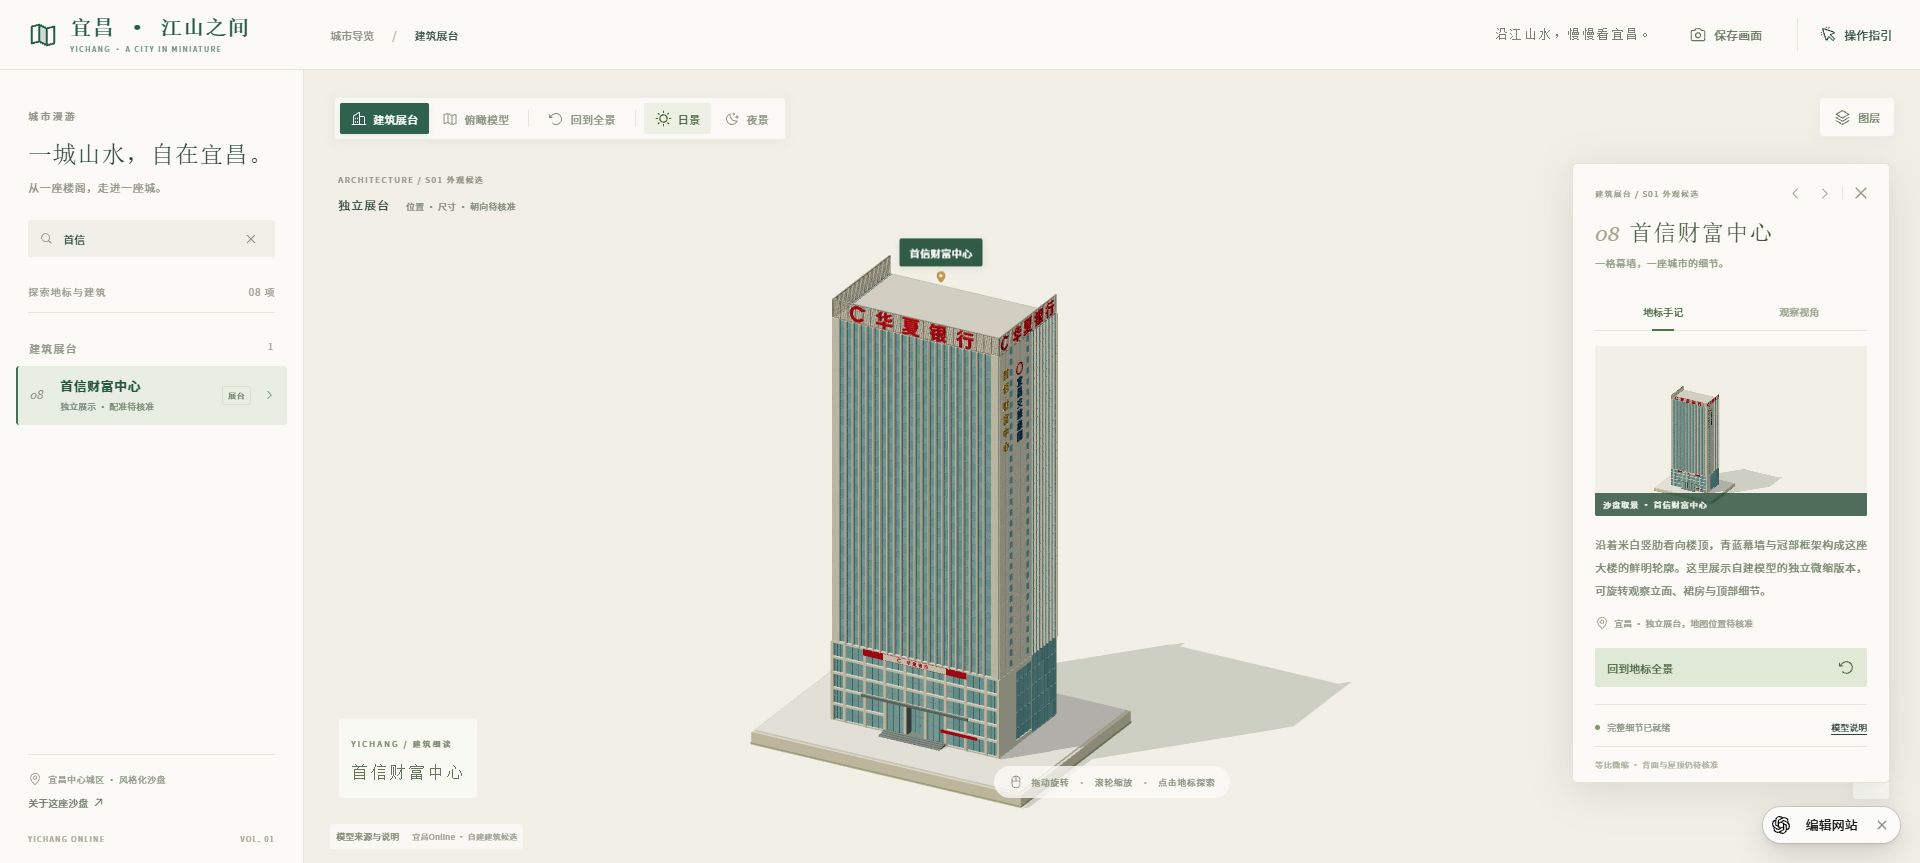 宜昌 • 江山之间
YICHANG • A CITY IN MINIATURE
城市导览 / 建筑展台
沿江山水，慢慢看宜昌。
保存画面
操作指引
城市漫游
一城山水，自在宜昌。
从一座楼阁，走进一座城。
首信
探索地标与建筑 08 项
建筑展台 1
08 首信财富中心 展台
独立展示 • 配准待核准
宜昌中心城区 • 风格化沙盘
关于这座沙盘
YICHANG ONLINE VOL. 01
建筑展台 俯瞰模型 回到全景 日景 夜景
图层
ARCHITECTURE / S01 外观候选
独立展台 位置 • 尺寸 • 朝向待核准
首信财富中心
华夏银行
华夏银行
华夏银行
YICHANG / 建筑细读
首信财富中心
拖动旋转 • 滚轮缩放 • 点击地标探索
模型来源与说明 宜昌Online • 自建建筑候选
建筑展台 / S01 外观候选
08 首信财富中心
一格幕墙，一座城市的细节。
地标手记 观察视角
沙盘取景 • 首信财富中心
沿着米白竖肋看向楼顶，青蓝幕墙与冠部框架构成这座
大楼的鲜明轮廓。这里展示自建模型的独立微缩版本，
可旋转观察立面、裙房与顶部细节。
宜昌 • 独立展台，地图位置待核准
回到地标全景
完整细节已就绪 模型说明
等比微缩 • 背面与屋顶仍待核准
编辑网站